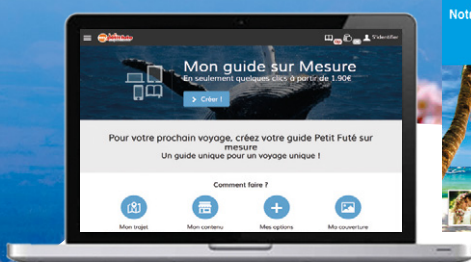 S'identifier
Mon guide sur Mesure
En seulement quelques clics à partir de 1.90€
> Créer !
Pour votre prochain voyage, créez votre guide Petit Futé sur
mesure
Un guide unique pour un voyage unique !
Comment faire ?
Mon trajet
Mon contenu
Mes options
Ma couverture